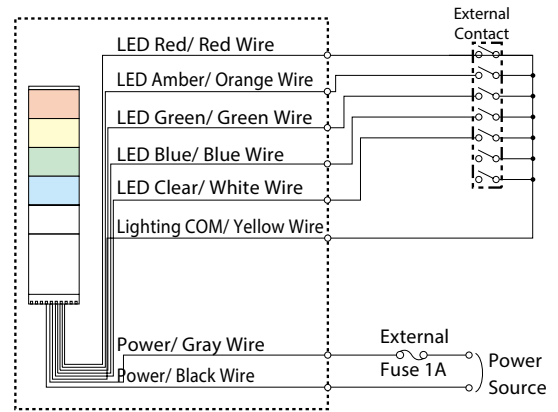 External
Contact
LED Red/ Red Wire
LED Amber/ Orange Wire
LED Green/ Green Wire
LED Blue/ Blue Wire
LED Clear/ White Wire
Lighting COM/ Yellow Wire
Power/ Gray Wire
External
Fuse 1A
Power/ Black Wire
Power
Source